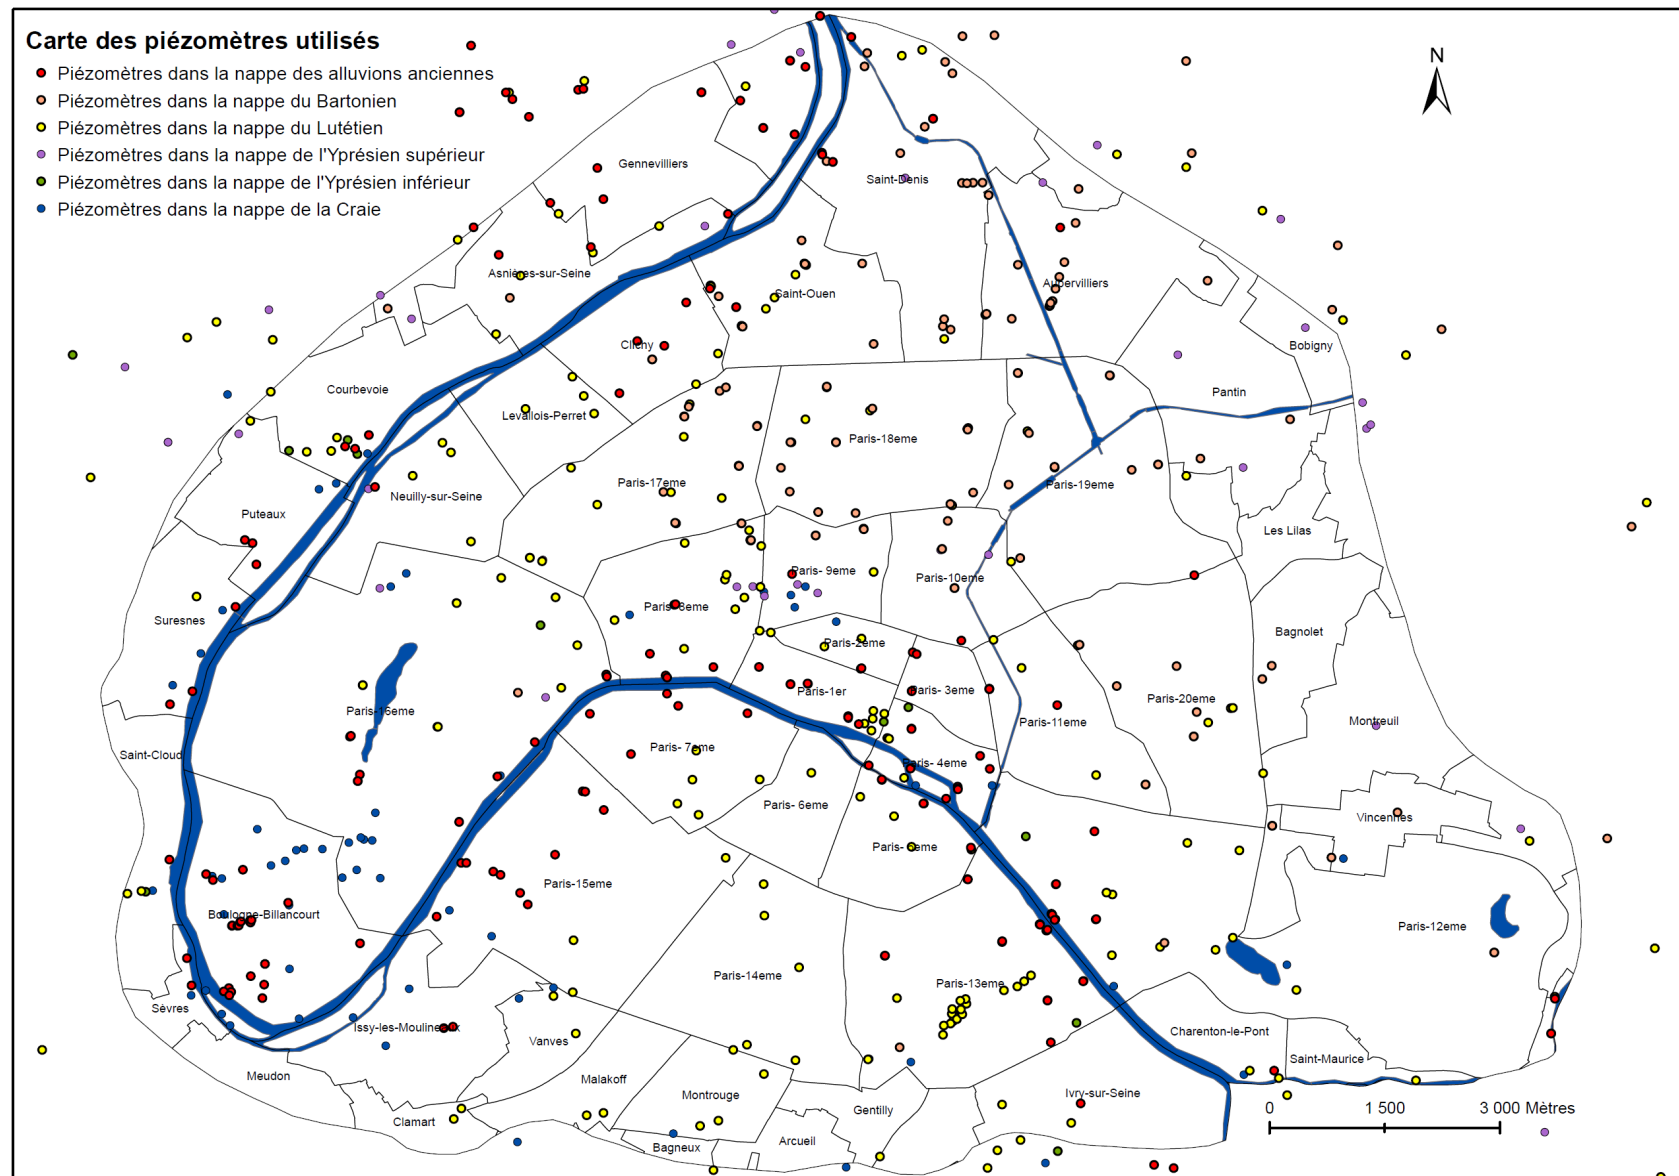 Carte des piézomètres utilisés
Piézomètres dans la nappe des alluvions anciennes
Piézomètres dans la nappe du Bartonien
Piézomètres dans la nappe du Lutétien
Piézomètres dans la nappe de l'Yprésien supérieur
Piézomètres dans la nappe de l'Yprésien inférieur
Piézomètres dans la nappe de la Craie
N
Gennevilliers
Saint-Denis
Asnières-sur-Seine
Aubervilliers
Saint-Ouen
Clichy
Bobigny
Courbevoie
Pantin
Levallois-Perret
Paris-18eme
Paris-17eme
Paris-19eme
Neuilly-sur-Seine
Puteaux
Les Lilas
Paris- 9eme
Paris-10eme
Paris-8eme
Suresnes
Bagnolet
Paris-2eme
Paris-1er
Paris- 3eme
Paris-20eme
Paris-16eme
Paris-11eme
Montreuil
Saint-Cloud
Paris- 7eme
Paris- 4eme
Paris- 6eme
Vincennes
Paris- 5eme
Paris-15eme
Boulogne-Billancourt
Paris-12eme
Paris-14eme
Paris-13eme
Sèvres
Issy-les-Moulineaux
Vanves
Charenton-le-Pont
Saint-Maurice
Meudon
Malakoff
Montrouge
Ivry-sur-Seine
Gentilly
Clamart
Arcueil
Bagneux
0 1 500 3 000 Mètres